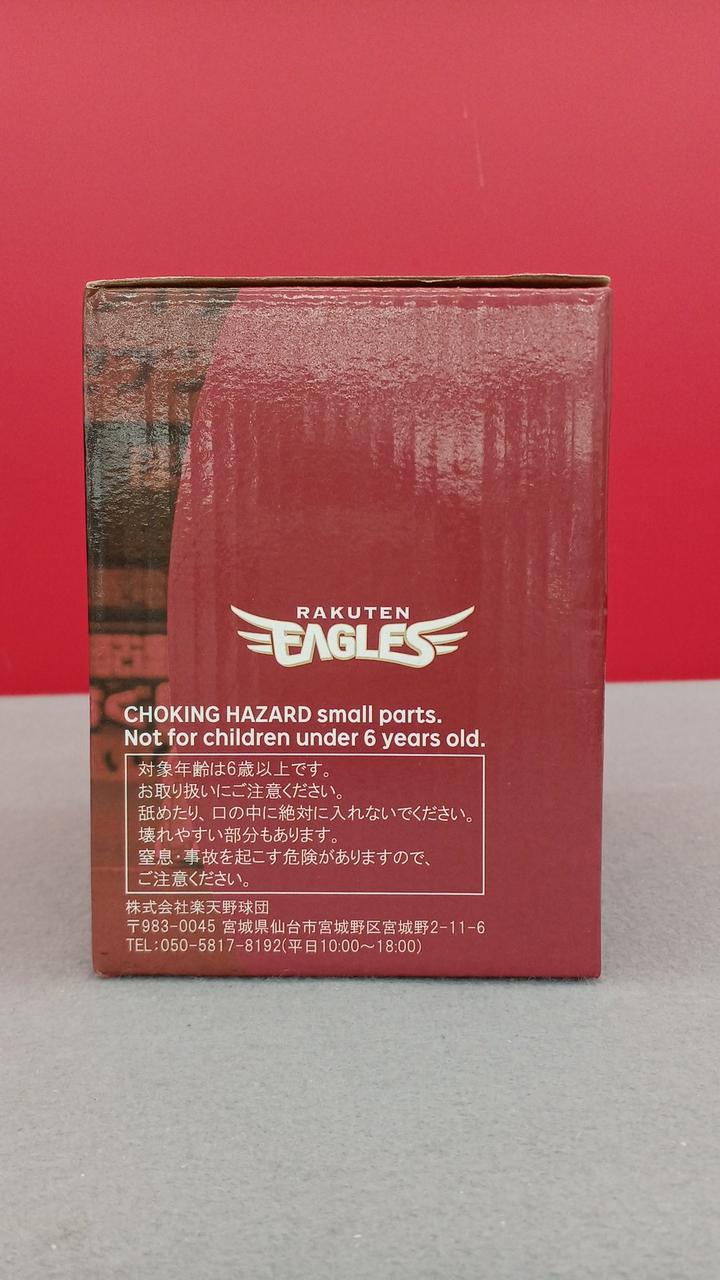 RAKUTEN
EAGLES
CHOKING HAZARD small parts.
Not for children under 6 years old.
対象年齢は6歳以上です。
お取り扱いにご注意ください。
舐めたり、口の中に絶対に入れないでください。
壊れやすい部分もあります。
窒息・事故を起こす危険がありますので、
ご注意ください。
株式会社楽天野球団
〒983-0045 宮城県仙台市宮城野区宮城野2-11-6
TEL:050-5817-8192(平日10:00～18:00)